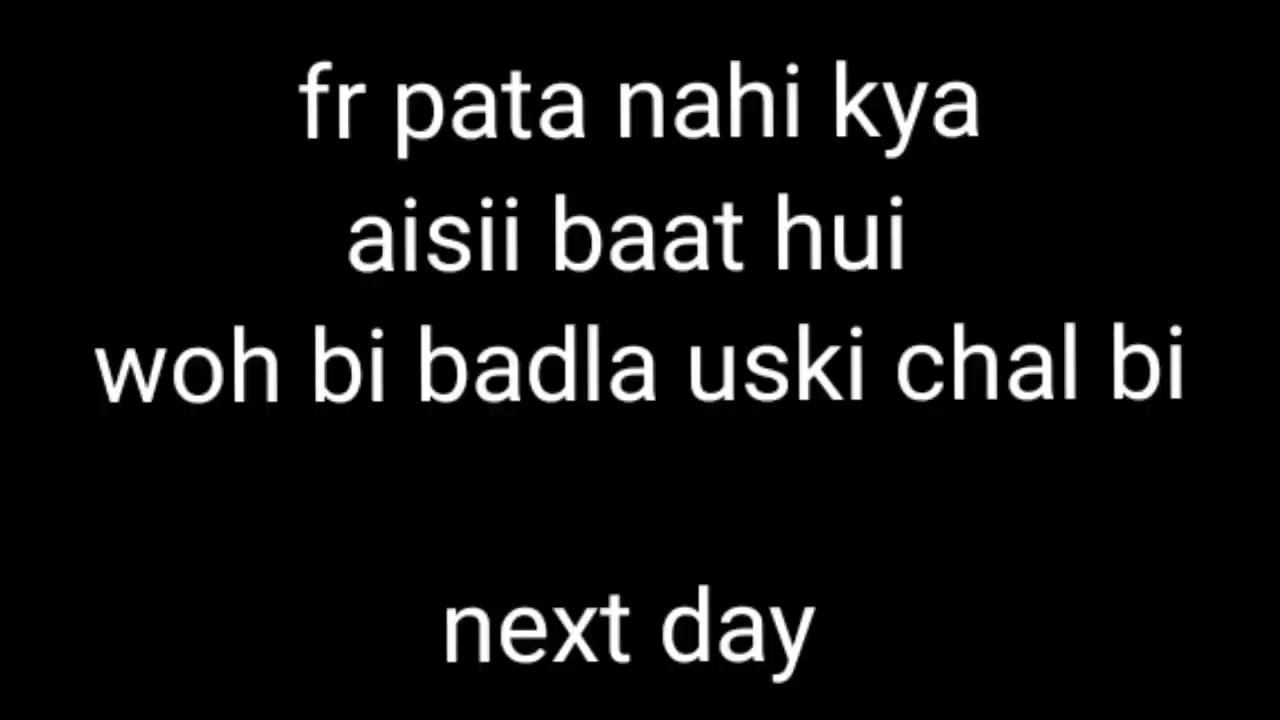 fr pata nahi kya
aisii baat hui
woh bi badla uski chal bi
next day